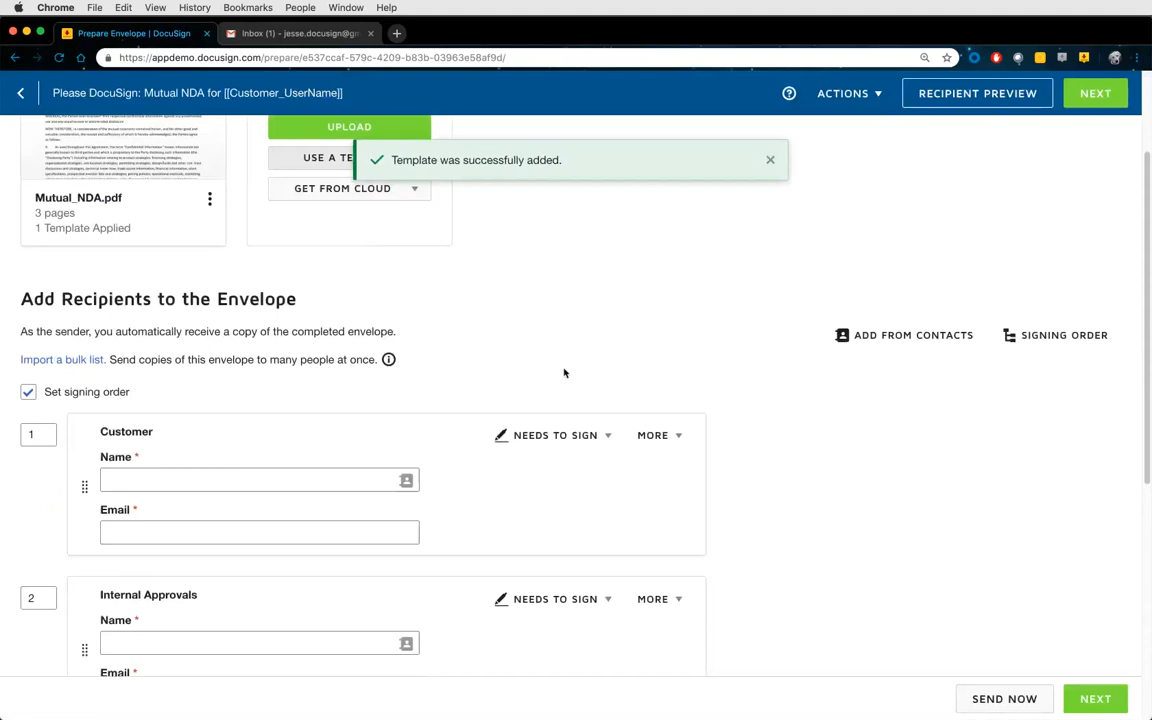 Chrome File Edit View History Bookmarks People Window Help
Prepare Envelope | DocuSign
Inbox (1) - jesse.docusign@gm
https://appdemo.docusign.com/prepare/e537ccaf-579c-4209-b83b-03963e58af9d/
Please DocuSign: Mutual NDA for [[Customer_UserName]]
ACTIONS
RECIPIENT PREVIEW
NEXT
UPLOAD
Template was successfully added.
USE A TE
GET FROM CLOUD
Mutual_NDA.pdf
3 pages
1 Template Applied
Add Recipients to the Envelope
As the sender, you automatically receive a copy of the completed envelope.
ADD FROM CONTACTS
SIGNING ORDER
Import a bulk list. Send copies of this envelope to many people at once.
Set signing order
1
Customer
NEEDS TO SIGN
MORE
Name *
Email *
2
Internal Approvals
NEEDS TO SIGN
MORE
Name *
Email *
SEND NOW
NEXT